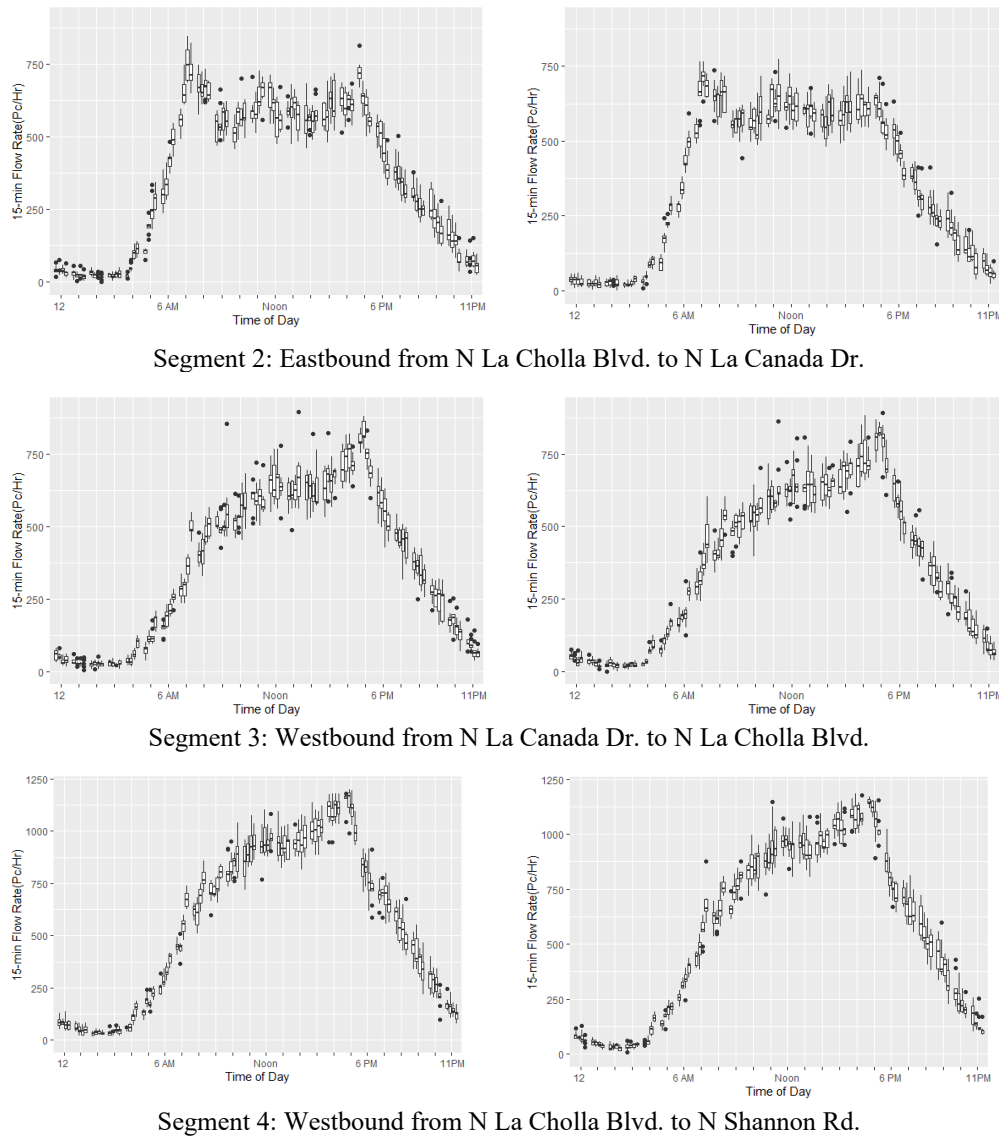 15-min Flow Rate(Pc/Hr)
750
500
250
0
12
6 AM
Noon
6 PM
11PM
Time of Day
15-min Flow Rate(Pc/Hr)
750
500
250
0
12
6 AM
Noon
6 PM
11PM
Time of Day
Segment 2: Eastbound from N La Cholla Blvd. to N La Canada Dr.
15-min Flow Rate(Pc/Hr)
750
500
250
0
12
6 AM
Noon
6 PM
11PM
Time of Day
15-min Flow Rate(Pc/Hr)
750
500
250
0
12
6 AM
Noon
6 PM
11PM
Time of Day
Segment 3: Westbound from N La Canada Dr. to N La Cholla Blvd.
15-min Flow Rate(Pc/Hr)
1250
1000
750
500
250
0
12
6 AM
Noon
6 PM
11PM
Time of Day
15-min Flow Rate(Pc/Hr)
1250
1000
750
500
250
0
12
6 AM
Noon
6 PM
11PM
Time of Day
Segment 4: Westbound from N La Cholla Blvd. to N Shannon Rd.